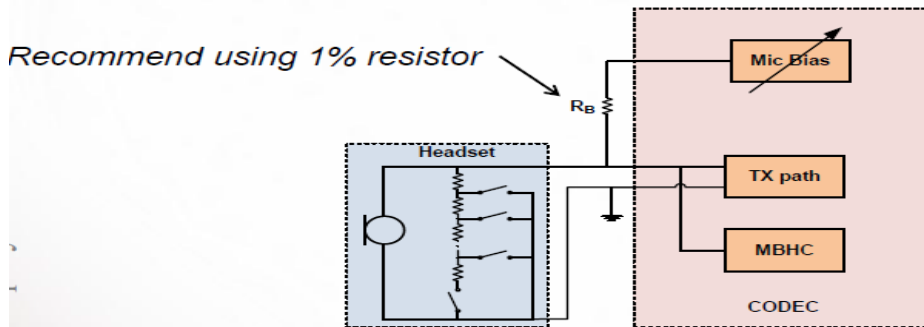 Recommend using 1% resistor
Mic Bias
RB
Headset
TX path
MBHC
CODEC